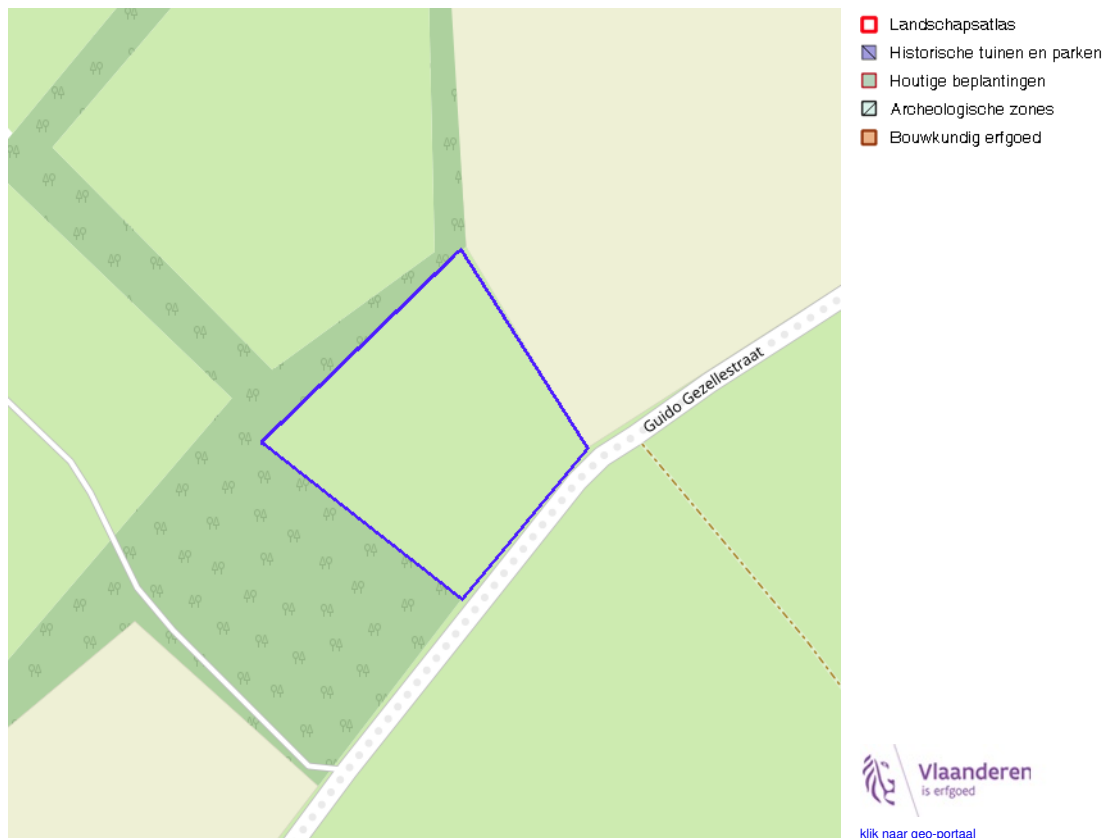 Landschapsatlas
Historische tuinen en parken
Houtige beplantingen
Archeologische zones
Bouwkundig erfgoed
Guido Gezellestraat
Vlaanderen
is erfgoed
klik naar geo-portaal